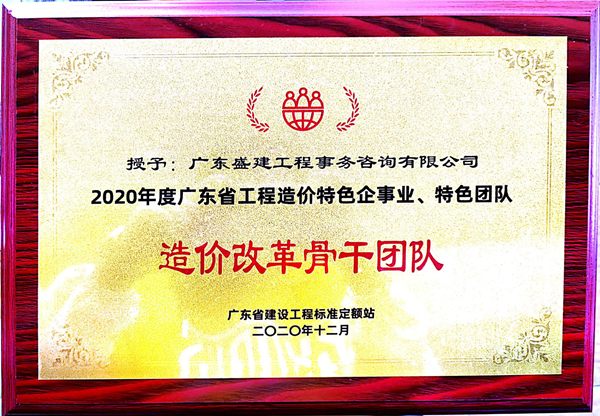 授予：广东盛建工程事务咨询有限公司
2020年度广东省工程造价特色企事业、特色团队
造价改革骨干团队
广东省建设工程标准定额站
二〇二〇年十二月